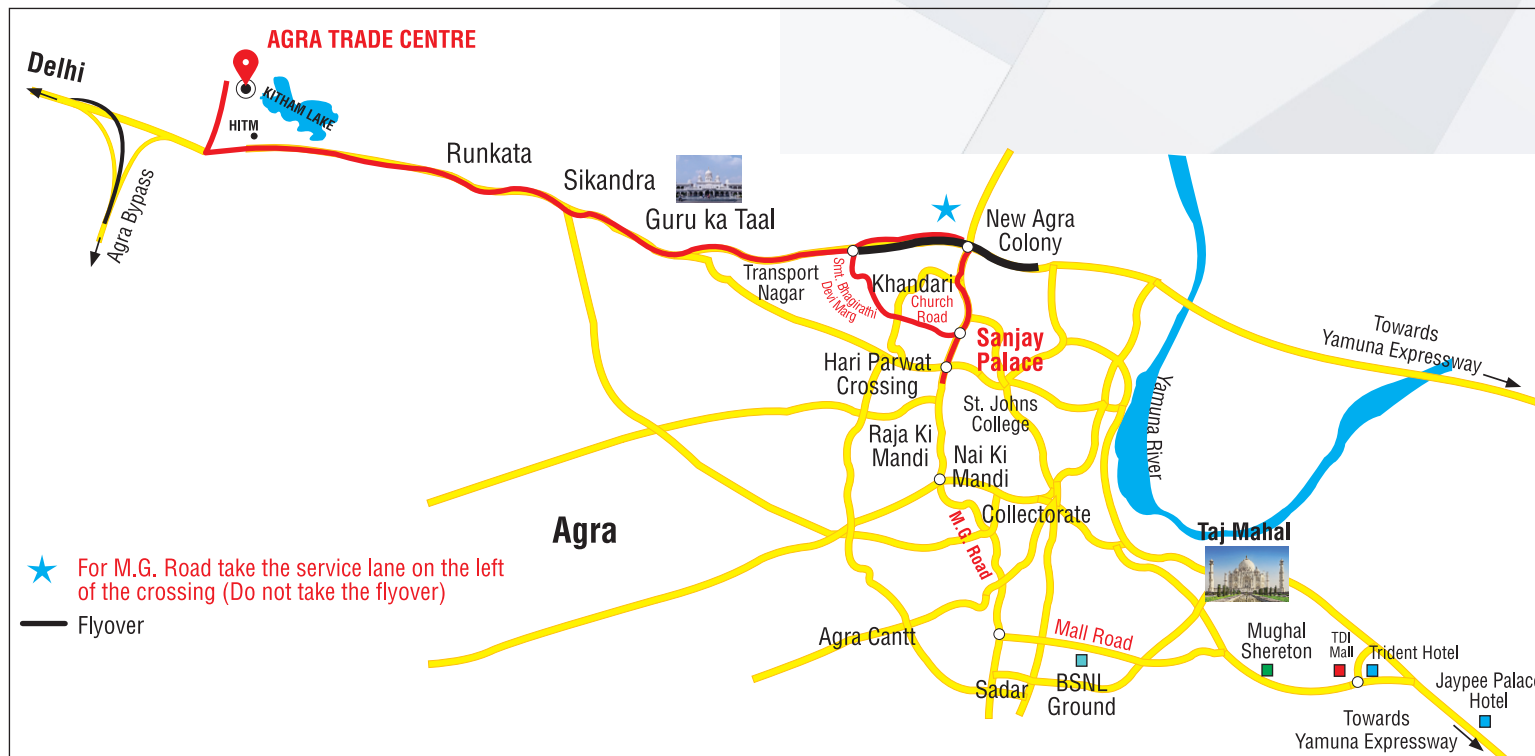 AGRA TRADE CENTRE
Delhi
KITHAM LAKE
HITM
Agra Bypass
Runkata
Sikandra
Guru ka Taal
New Agra
Colony
Transport
Nagar
Smt. Bhagirathi
Devi Marg
Khandari
Church
Road
Sanjay
Palace
Towards
Yamuna Expressway
Hari Parwat
Crossing
Yamuna River
St. Johns
College
Raja Ki
Mandi
Nai Ki
Mandi
Collectorate
M.G. Road
Agra
Taj Mahal
For M.G. Road take the service lane on the left
of the crossing (Do not take the flyover)
Flyover
Agra Cantt
Mall Road
Mughal
Shereton
TDI
Mall
Trident Hotel
Sadar
BSNL
Ground
Jaypee Palace
Hotel
Towards
Yamuna Expressway